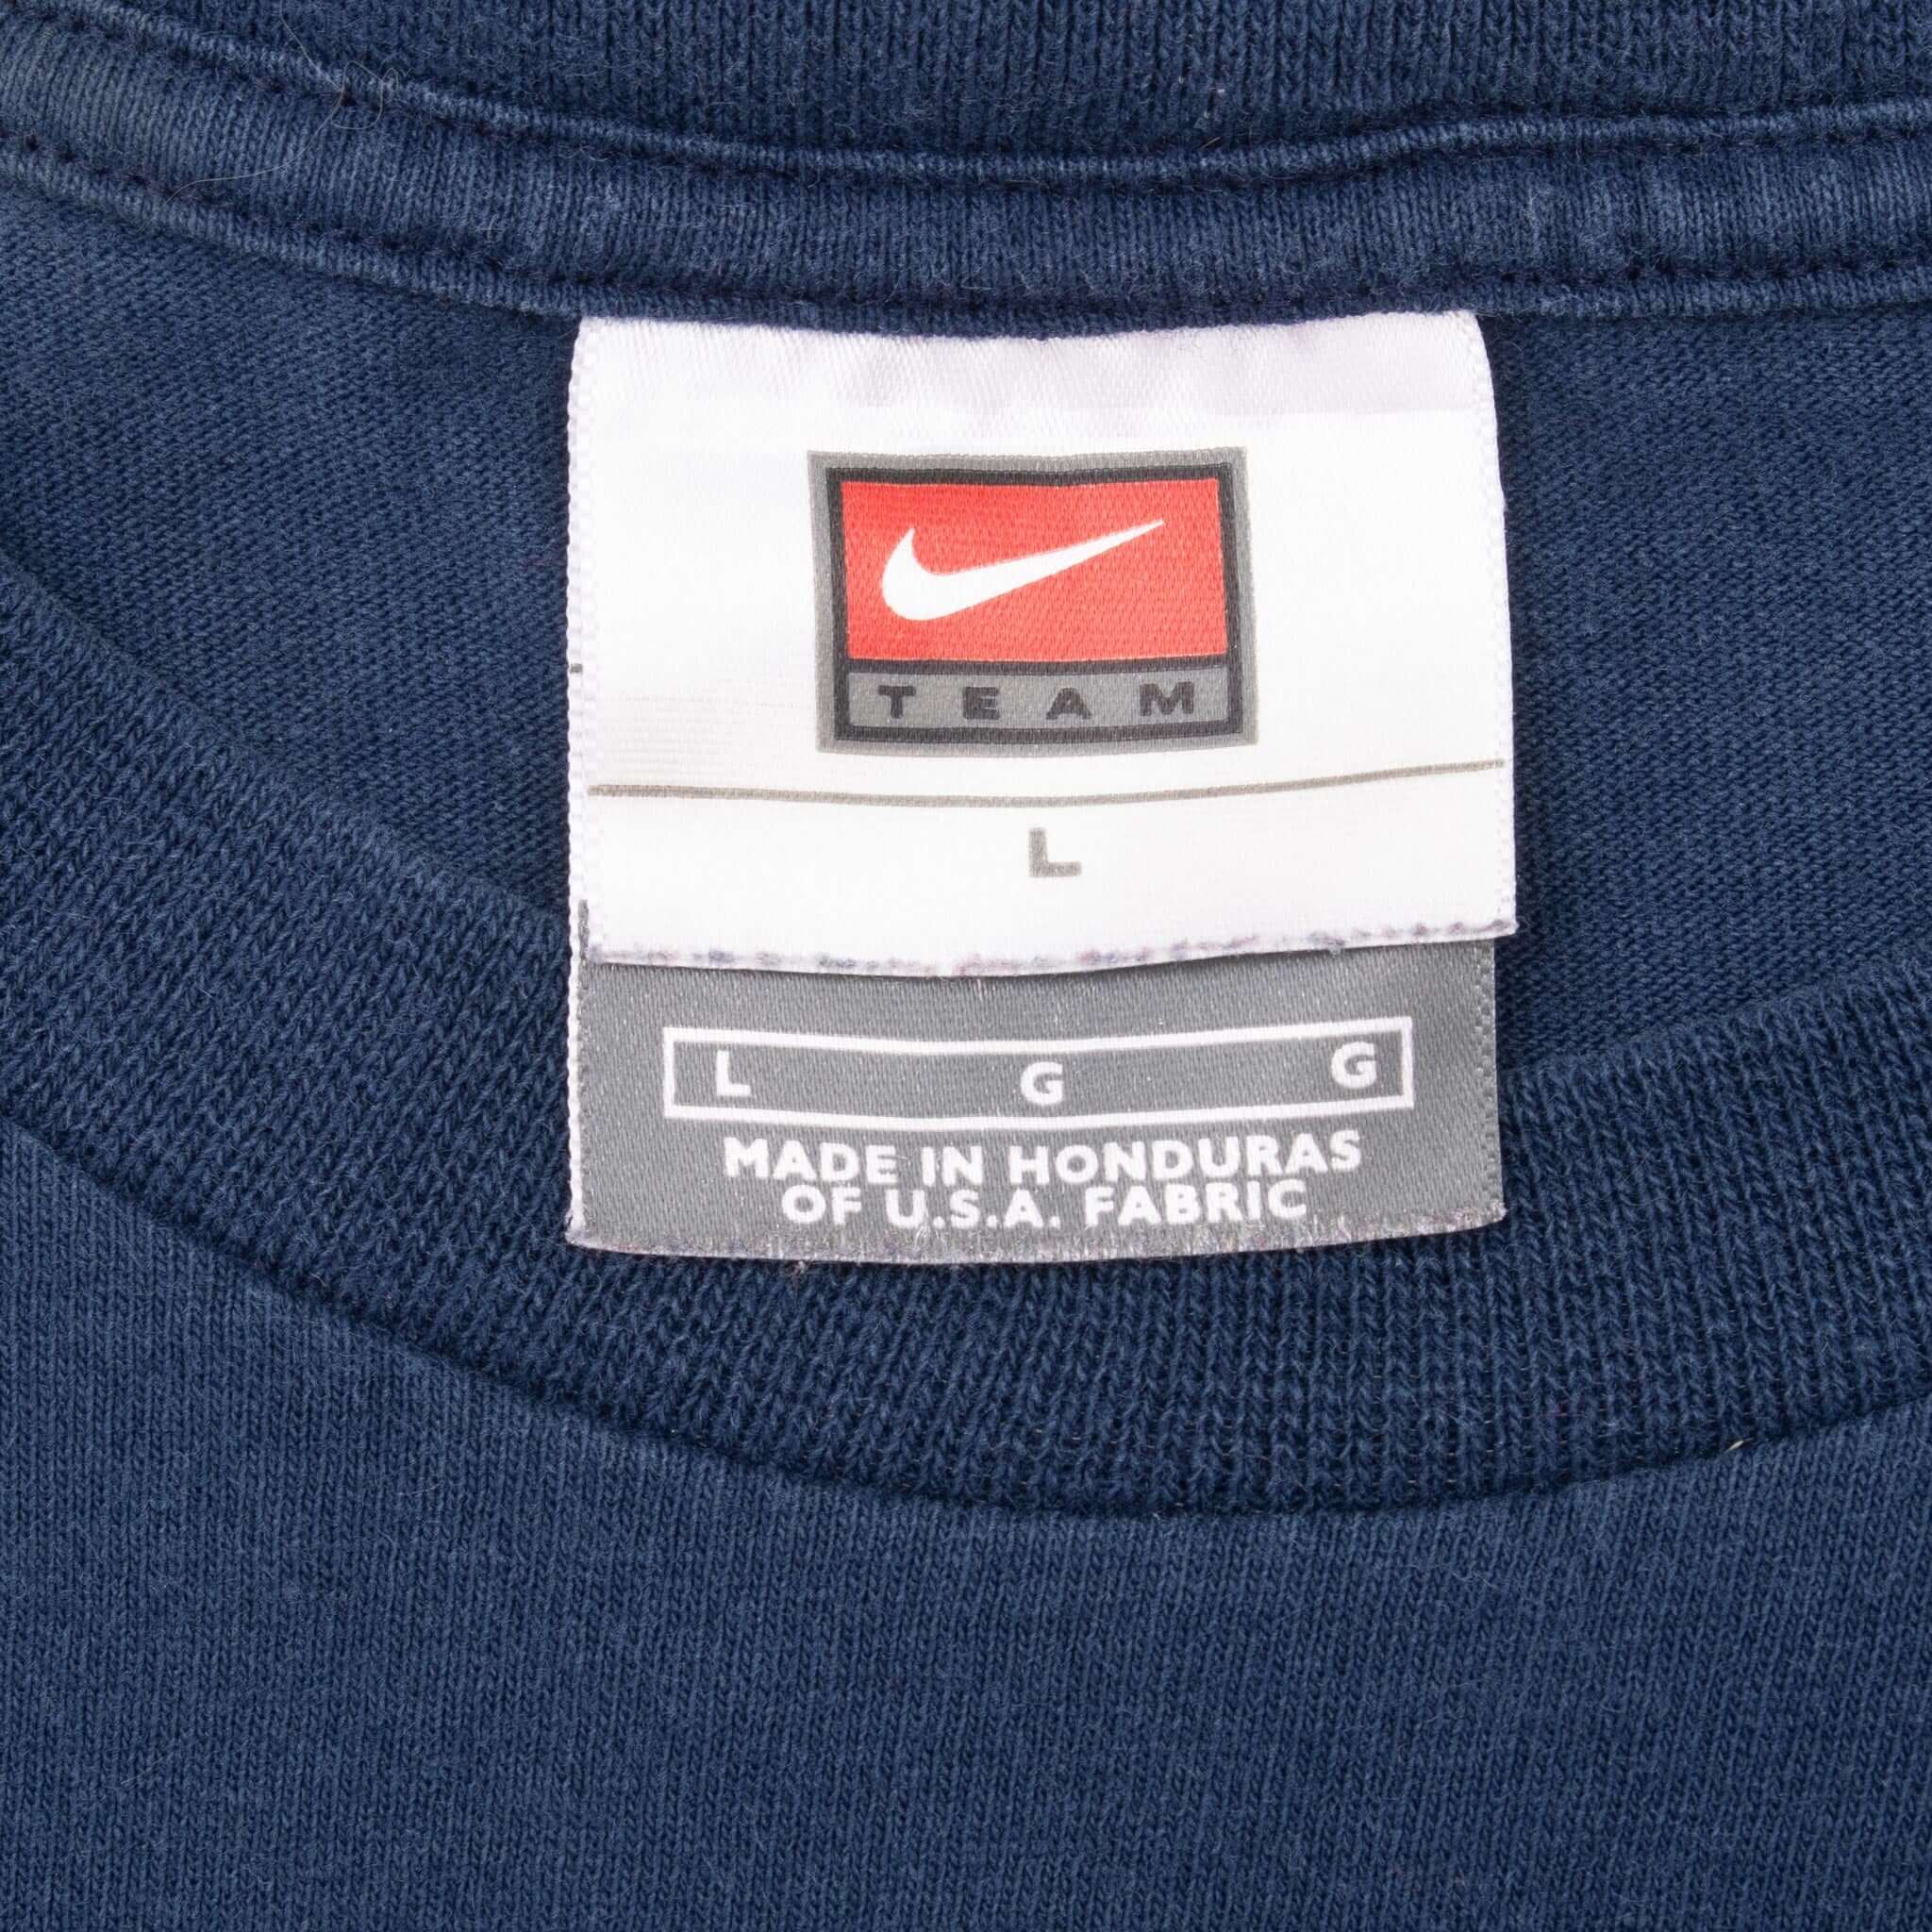 TEAM
L
L G G
MADE IN HONDURAS
OF U.S.A. FABRIC